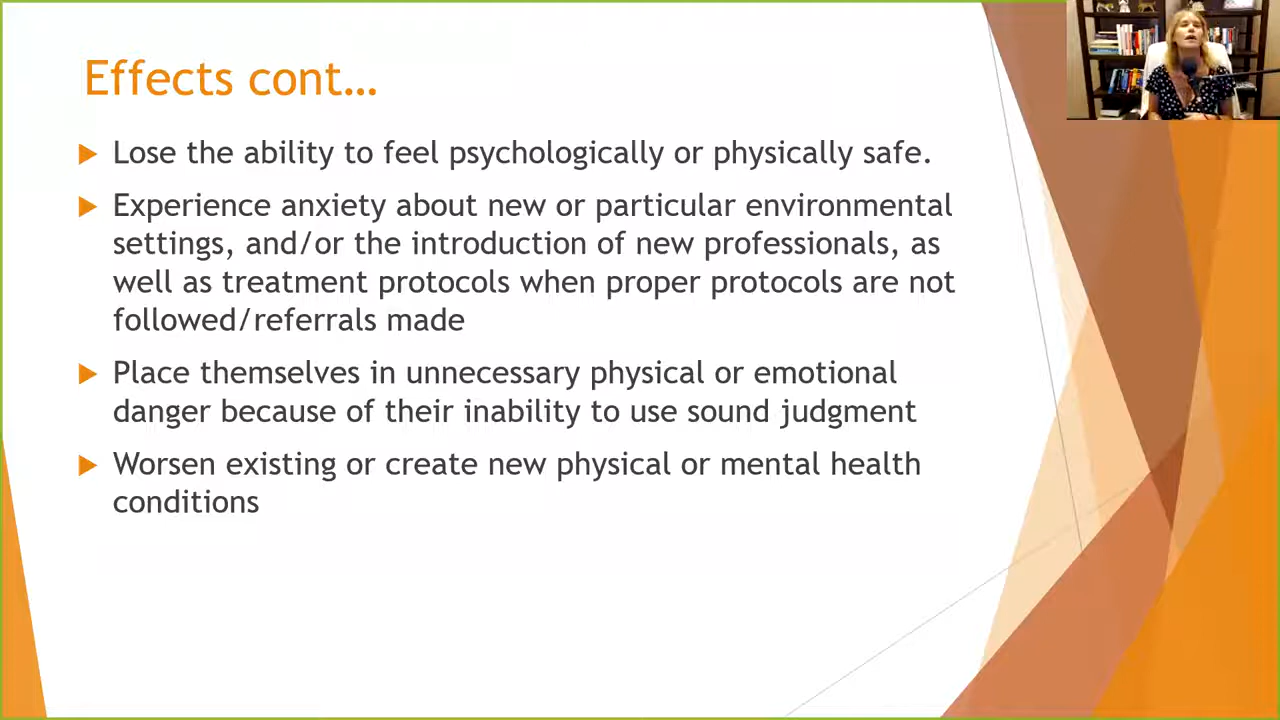 Effects cont…
Lose the ability to feel psychologically or physically safe.
Experience anxiety about new or particular environmental
settings, and/or the introduction of new professionals, as
well as treatment protocols when proper protocols are not
followed/referrals made
Place themselves in unnecessary physical or emotional
danger because of their inability to use sound judgment
Worsen existing or create new physical or mental health
conditions